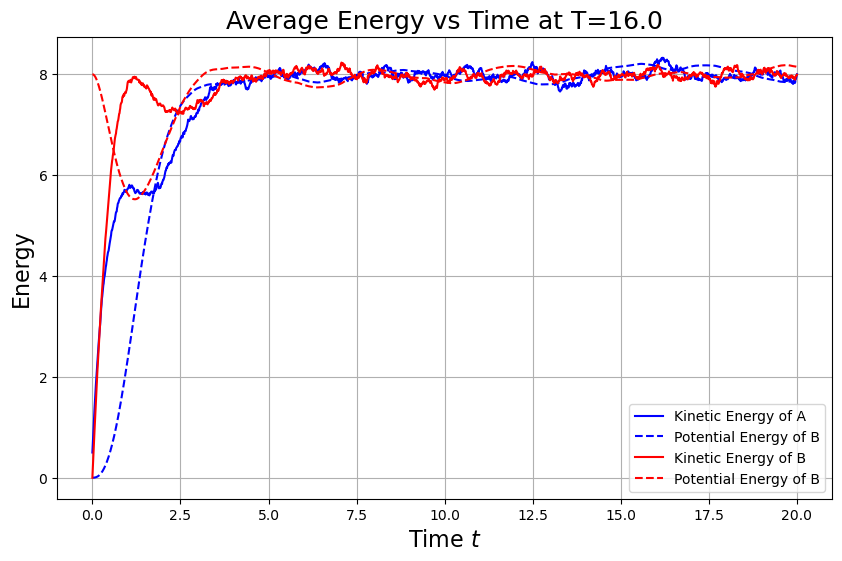 Average Energy vs Time at T=16.0
Energy
8
6
4
2
0
Kinetic Energy of A
Potential Energy of B
Kinetic Energy of B
Potential Energy of B
0.0 2.5 5.0 7.5 10.0 12.5 15.0 17.5 20.0
Time t